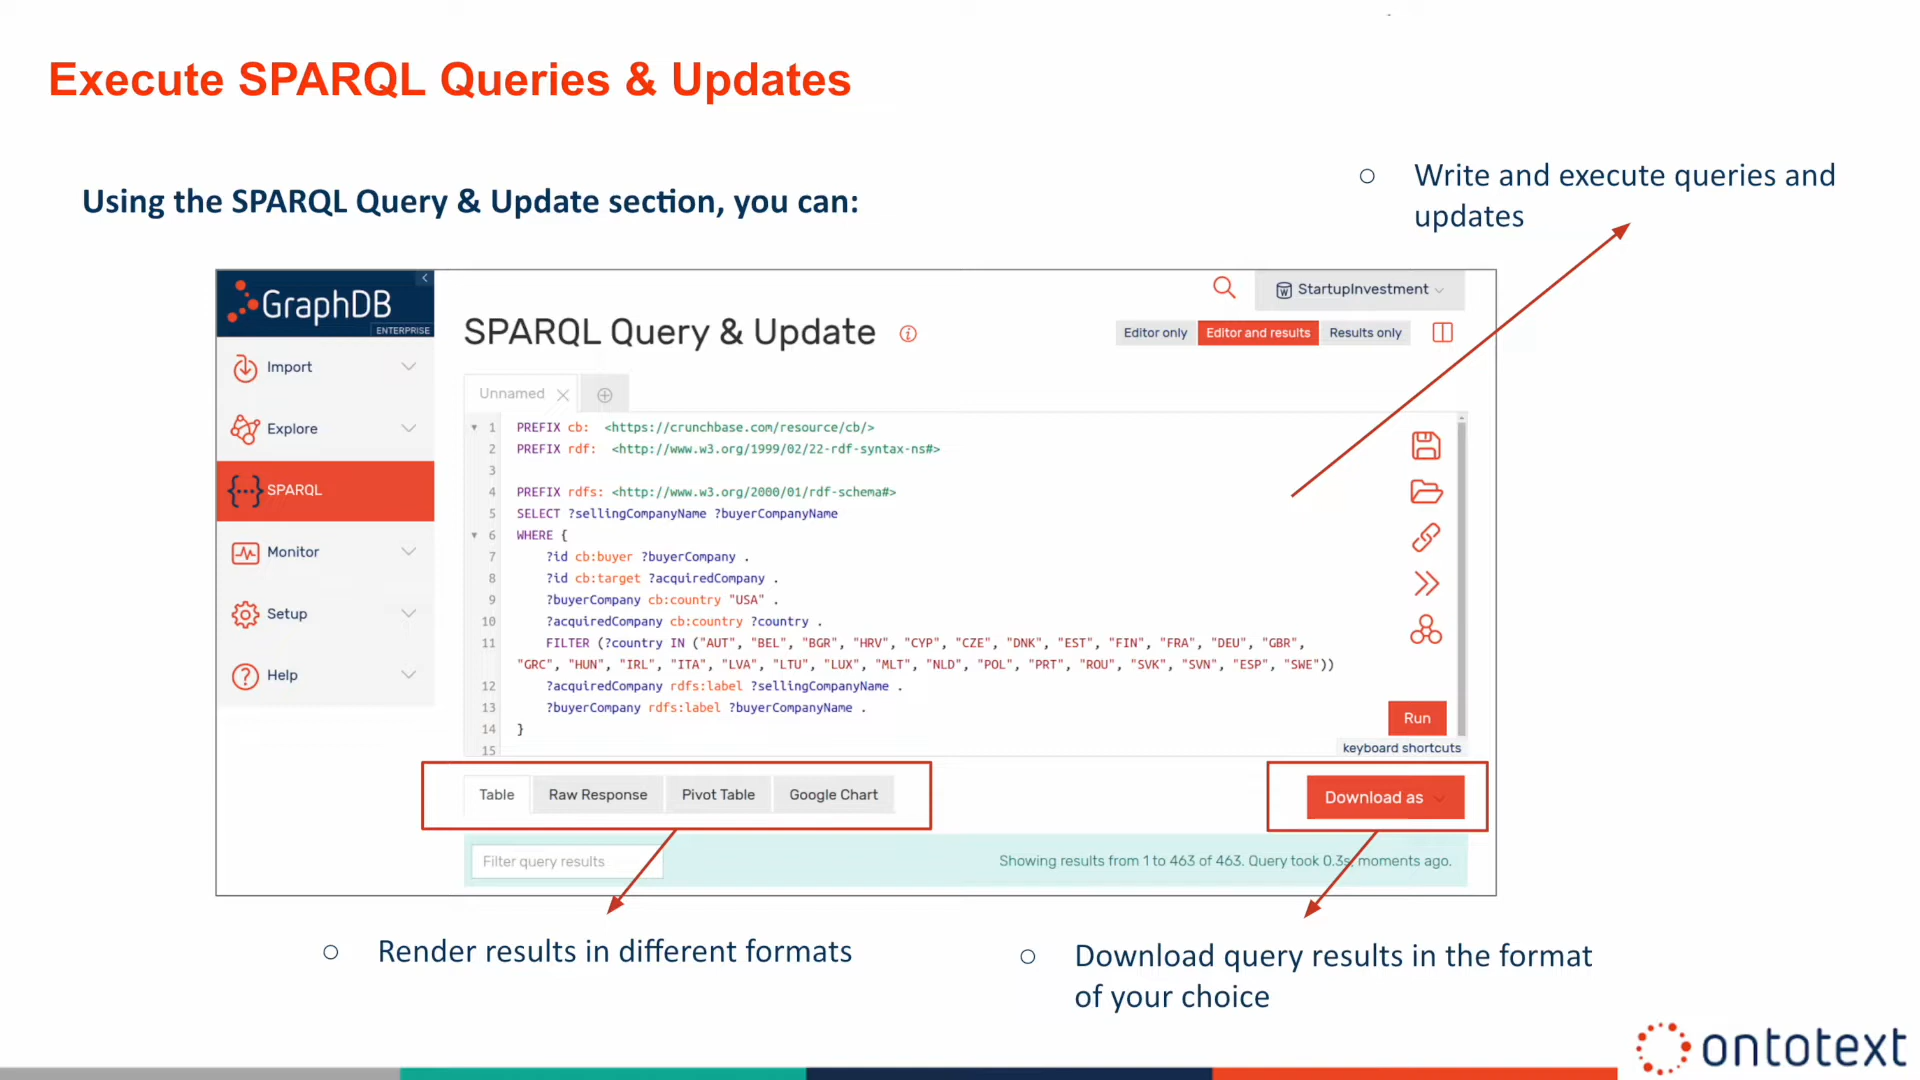 Execute SPARQL Queries & Updates
Using the SPARQL Query & Update section, you can:
○ Write and execute queries and
updates
GraphDB
ENTERPRISE
StartupInvestment
SPARQL Query & Update
Editor only
Editor and results
Results only
Import
Explore
SPARQL
Monitor
Setup
Help
Unnamed
1 PREFIX cb:  <https://crunchbase.com/resource/cb/>
2 PREFIX rdf:  <http://www.w3.org/1999/02/22-rdf-syntax-ns#>
3
4 PREFIX rdfs: <http://www.w3.org/2000/01/rdf-schema#>
5 SELECT ?sellingCompanyName ?buyerCompanyName
6 WHERE {
7 ?id cb:buyer ?buyerCompany .
8 ?id cb:target ?acquiredCompany .
9 ?buyerCompany cb:country "USA" .
10 ?acquiredCompany cb:country ?country .
11 FILTER (?country IN ("AUT", "BEL", "BGR", "HRV", "CYP", "CZE", "DNK", "EST", "FIN", "FRA", "DEU", "GBR",
"GRC", "HUN", "IRL", "ITA", "LVA", "LTU", "LUX", "MLT", "NLD", "POL", "PRT", "ROU", "SVK", "SVN", "ESP", "SWE"))
12 ?acquiredCompany rdfs:label ?sellingCompanyName .
13 ?buyerCompany rdfs:label ?buyerCompanyName .
14 }
15
Run
keyboard shortcuts
Table
Raw Response
Pivot Table
Google Chart
Download as
Filter query results
Showing results from 1 to 463 of 463. Query took 0.3s, moments ago.
○ Render results in different formats
○ Download query results in the format
of your choice
ontotext